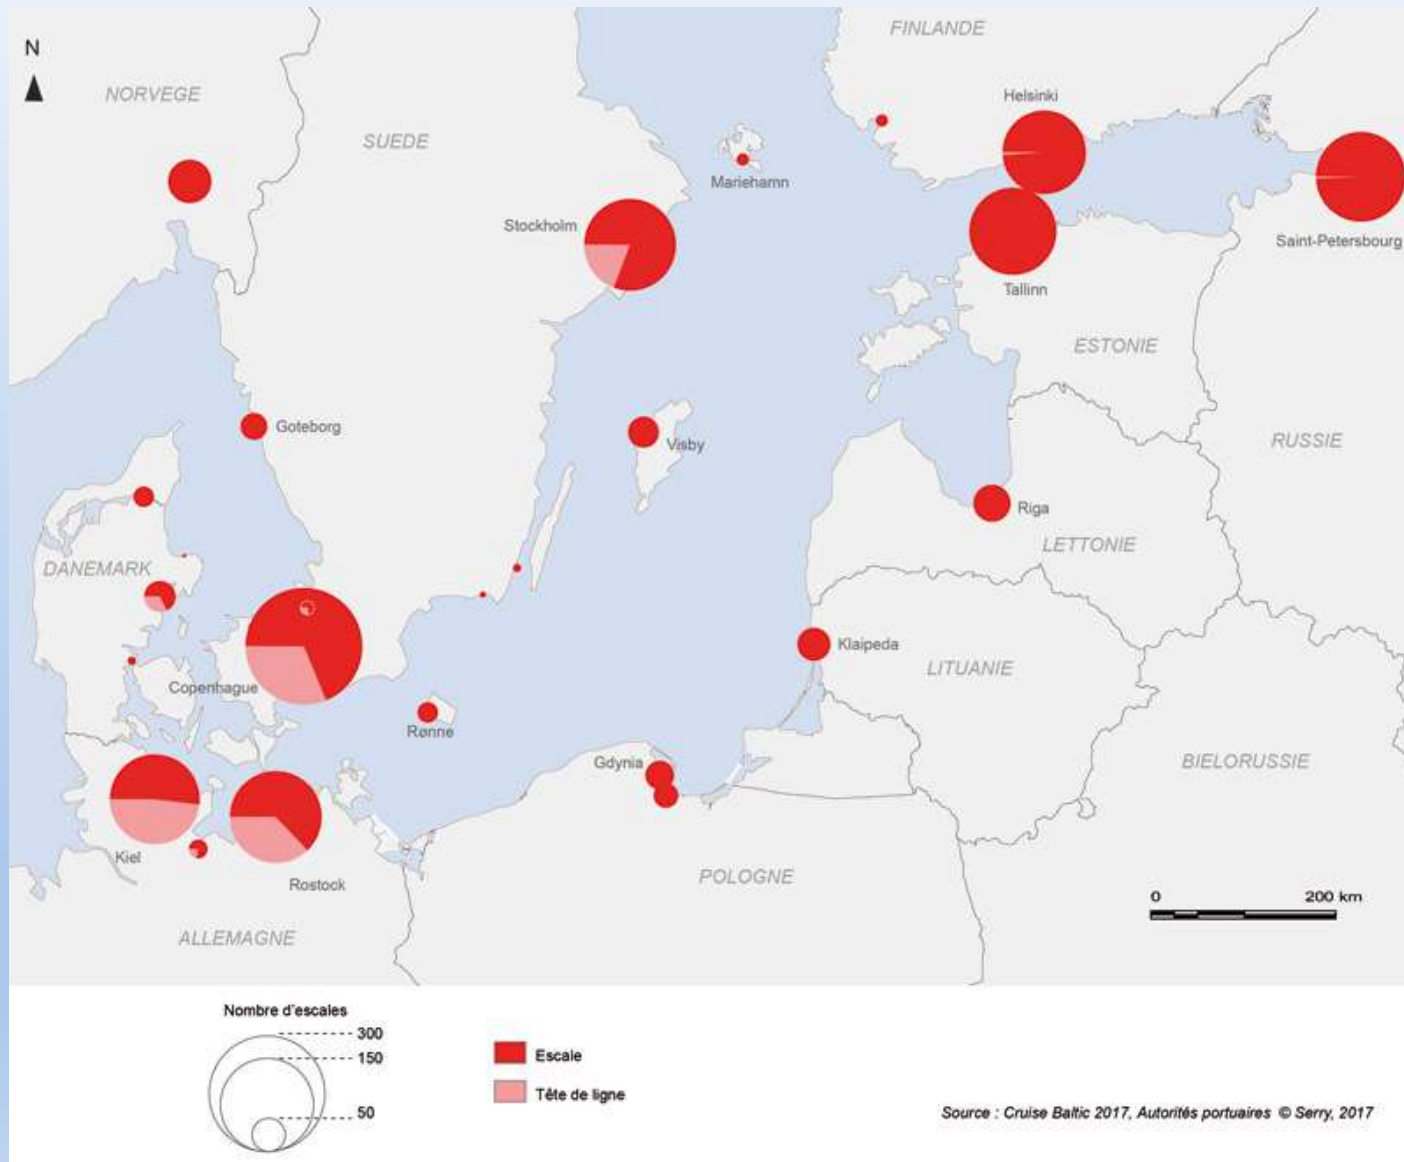 FINLANDE
N
NORVEGE
Helsinki
SUEDE
Mariehamn
Stockholm
Saint-Petersbourg
Tallinn
ESTONIE
Goteborg
Visby
RUSSIE
Riga
LETTONIE
DANEMARK
Klaipeda
LITUANIE
Copenhague
Rønne
Gdynia
BIELORUSSIE
Kiel
Rostock
POLOGNE
0 200 km
ALLEMAGNE
Nombre d'escales
300
150
50
Escale
Tête de ligne
Source : Cruise Baltic 2017, Autorités portuaires © Serry, 2017